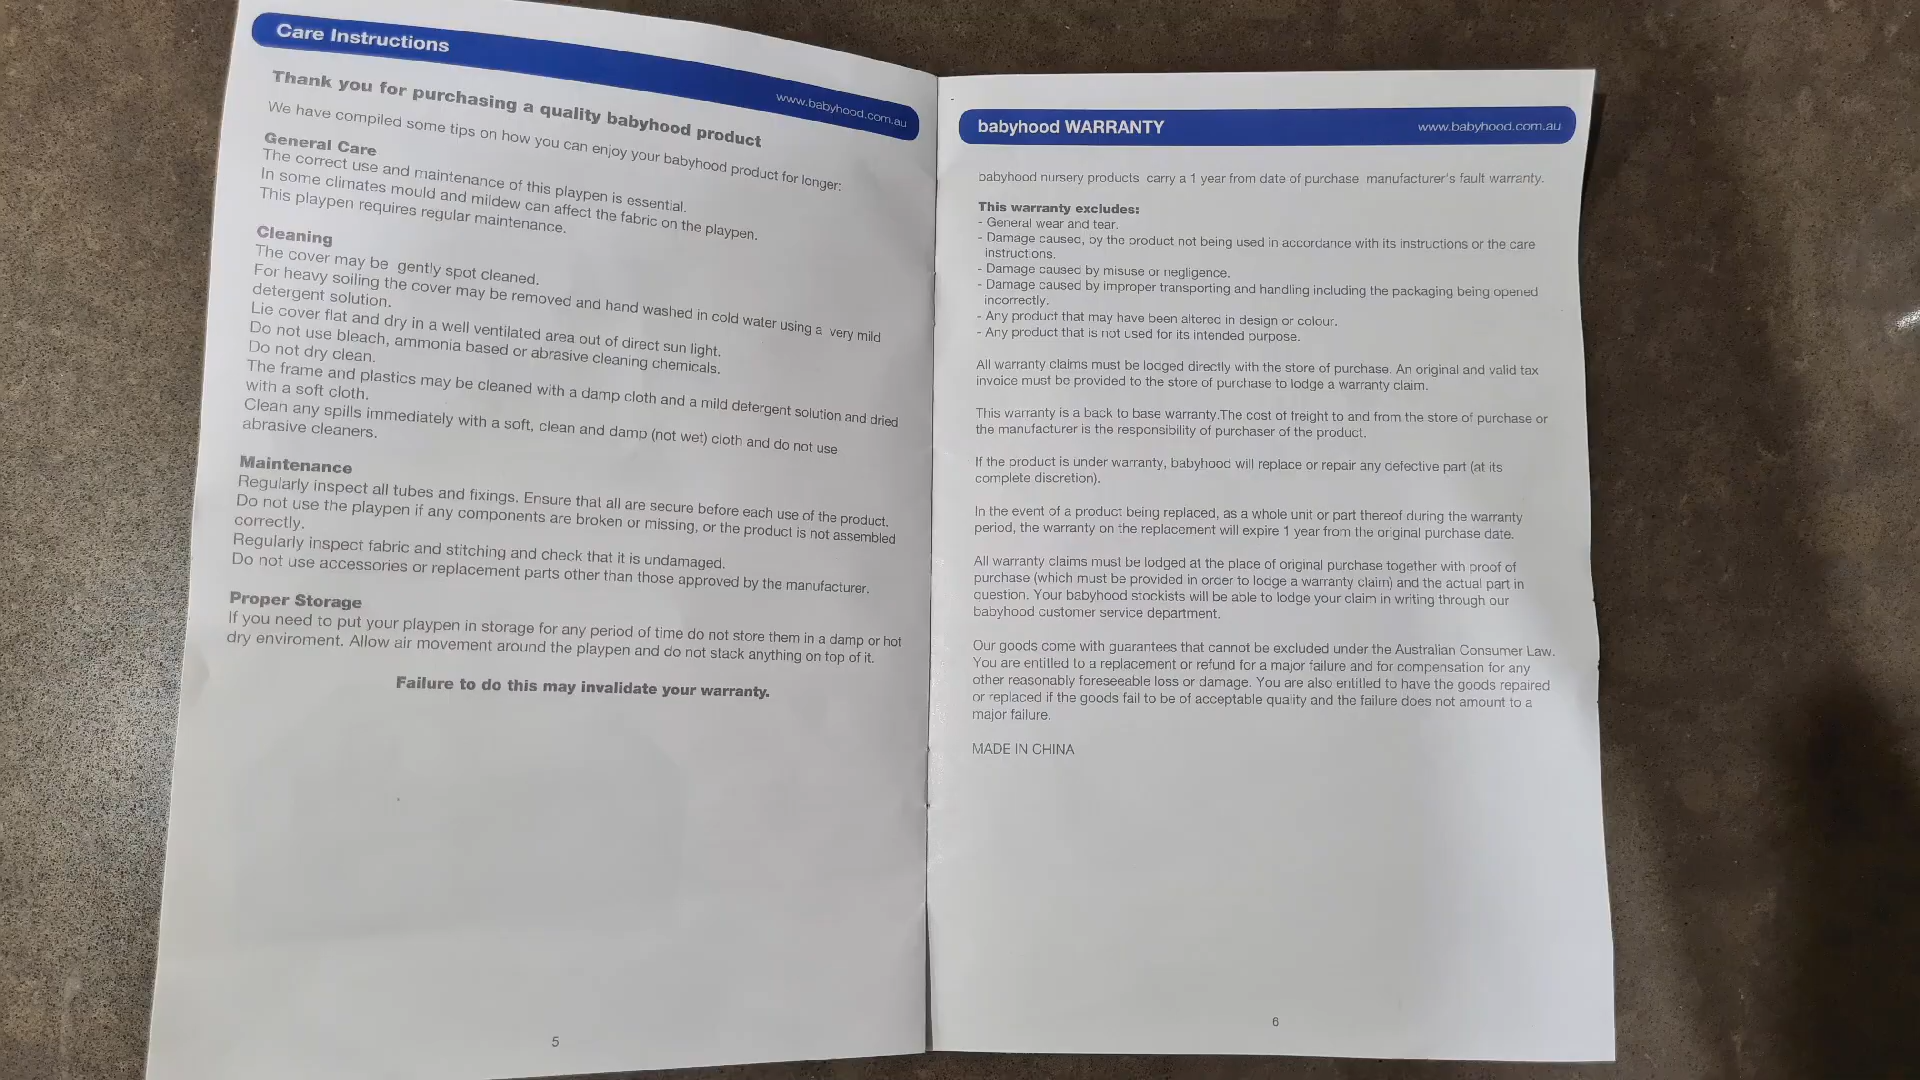 Care Instructions
www.babyhood.com.au
Thank you for purchasing a quality babyhood product
We have compiled some tips on how you can enjoy your babyhood product for longer:
General Care
The correct use and maintenance of this playpen is essential.
In some climates mould and mildew can affect the fabric on the playpen.
This playpen requires regular maintenance.
Cleaning
The cover may be gently spot cleaned.
For heavy soiling the cover may be removed and hand washed in cold water using a very mild
detergent solution.
Lie cover flat and dry in a well ventilated area out of direct sun light.
Do not use bleach, ammonia based or abrasive cleaning chemicals.
Do not dry clean.
The frame and plastics may be cleaned with a damp cloth and a mild detergent solution and dried
with a soft cloth.
Clean any spills immediately with a soft, clean and damp (not wet) cloth and do not use
abrasive cleaners.
Maintenance
Regularly inspect all tubes and fixings. Ensure that all are secure before each use of the product.
Do not use the playpen if any components are broken or missing, or the product is not assembled
correctly.
Regularly inspect fabric and stitching and check that it is undamaged.
Do not use accessories or replacement parts other than those approved by the manufacturer.
Proper Storage
If you need to put your playpen in storage for any period of time do not store them in a damp or hot
dry enviroment. Allow air movement around the playpen and do not stack anything on top of it.
Failure to do this may invalidate your warranty.
5
babyhood WARRANTY
www.babyhood.com.au
babyhood nursery products carry a 1 year from date of purchase manufacturer's fault warranty.
This warranty excludes:
- General wear and tear.
- Damage caused, by the product not being used in accordance with its instructions or the care
instructions.
- Damage caused by misuse or negligence.
- Damage caused by improper transporting and handling including the packaging being opened
incorrectly.
- Any product that may have been altered in design or colour.
- Any product that is not used for its intended purpose.
All warranty claims must be lodged directly with the store of purchase. An original and valid tax
invoice must be provided to the store of purchase to lodge a warranty claim.
This warranty is a back to base warranty.The cost of freight to and from the store of purchase or
the manufacturer is the responsibility of purchaser of the product.
If the product is under warranty, babyhood will replace or repair any defective part (at its
complete discretion).
In the event of a product being replaced, as a whole unit or part thereof during the warranty
period, the warranty on the replacement will expire 1 year from the original purchase date.
All warranty claims must be lodged at the place of original purchase together with proof of
purchase (which must be provided in order to lodge a warranty claim) and the actual part in
question. Your babyhood stockists will be able to lodge your claim in writing through our
babyhood customer service department.
Our goods come with guarantees that cannot be excluded under the Australian Consumer Law.
You are entitled to a replacement or refund for a major failure and for compensation for any
other reasonably foreseeable loss or damage. You are also entitled to have the goods repaired
or replaced if the goods fail to be of acceptable quality and the failure does not amount to a
major failure.
MADE IN CHINA
6